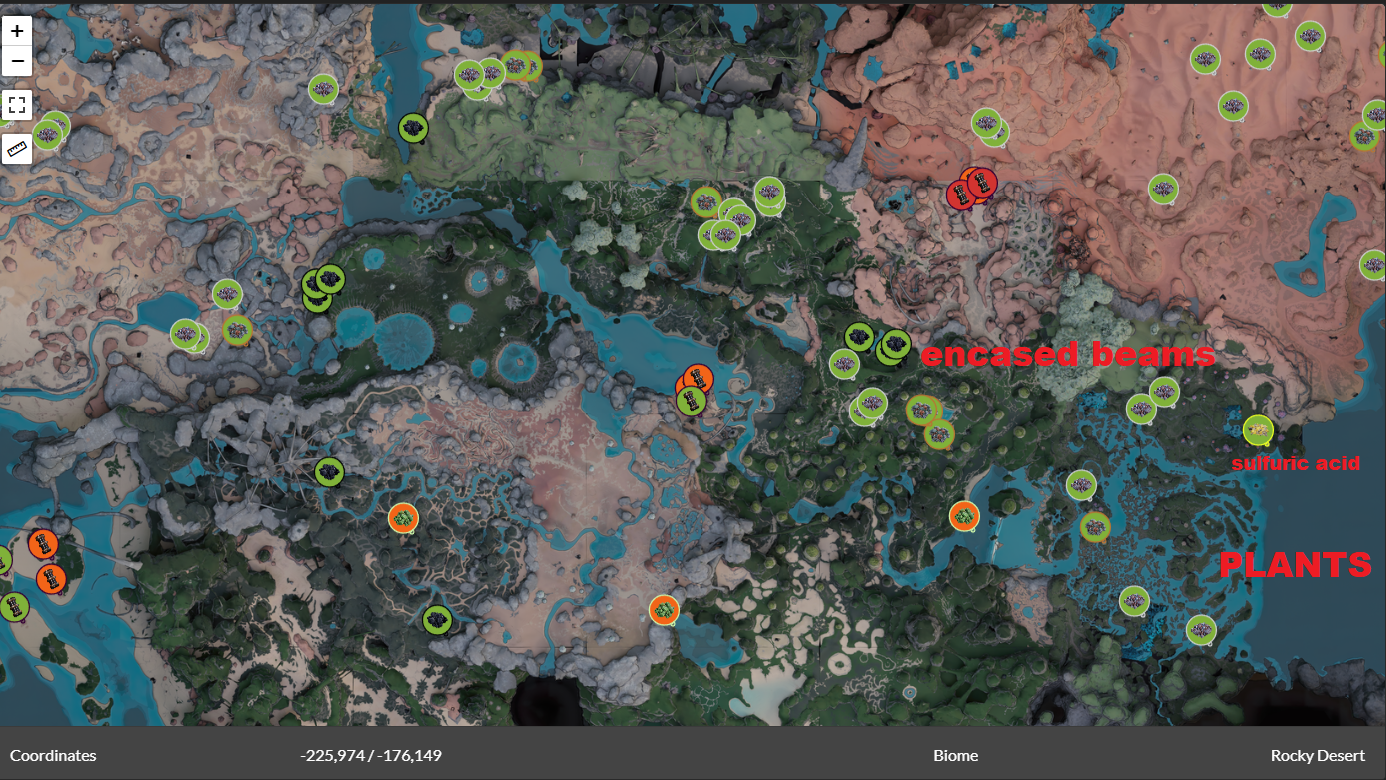 +
−
encased beams
sulfuric acid
PLANTS
Coordinates -225,974 / -176,149 Biome Rocky Desert